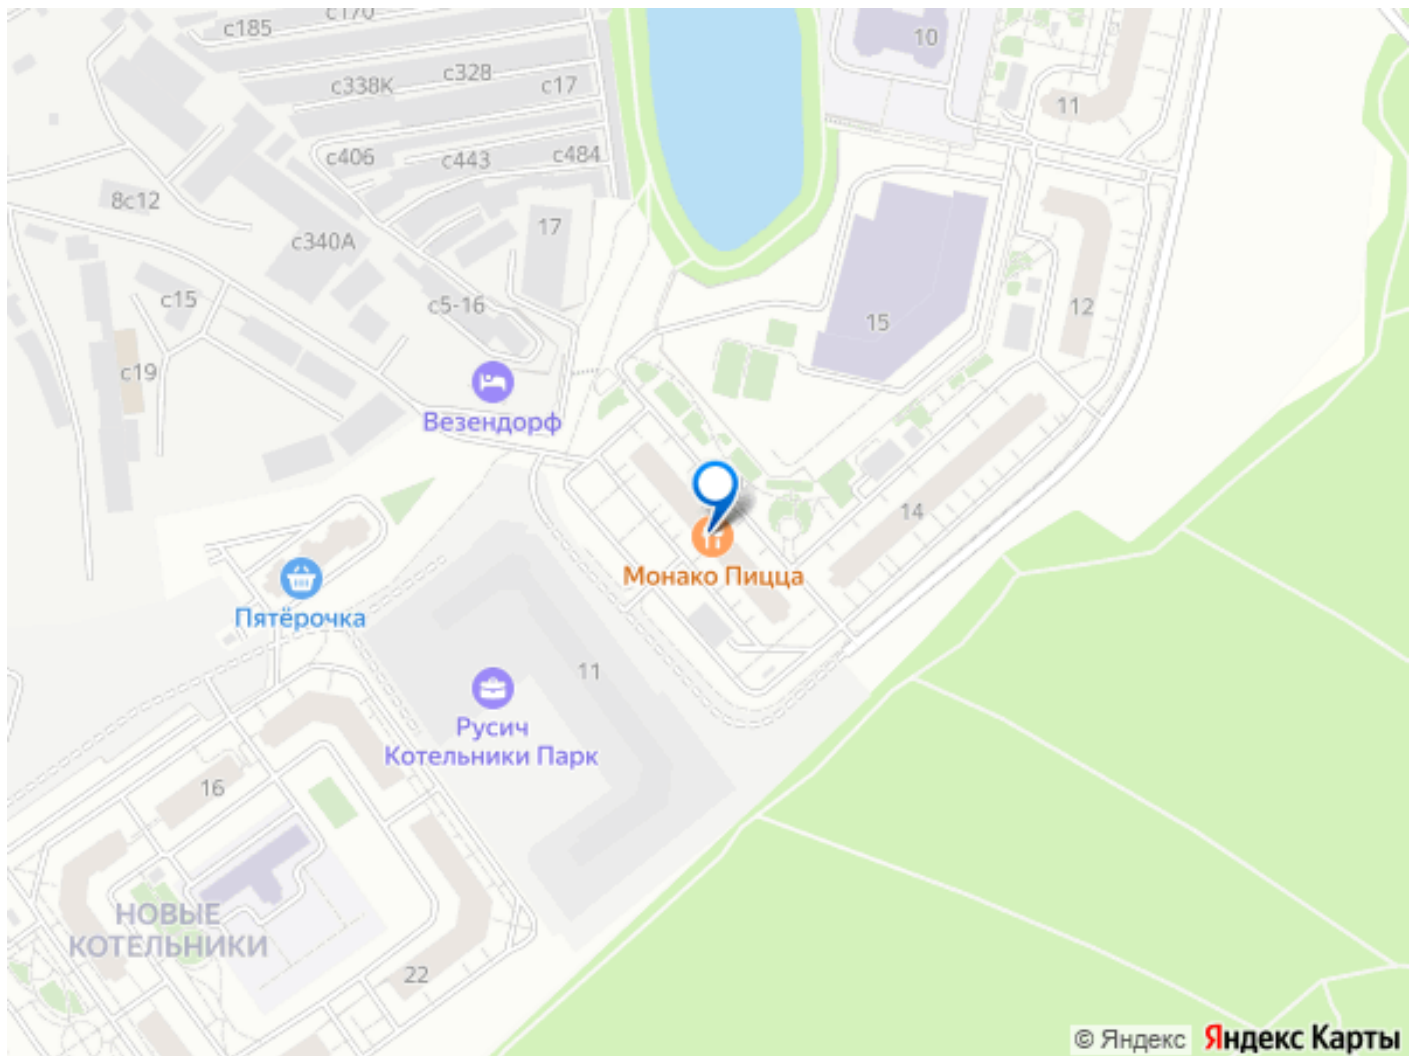 с170
с185
10
с328
с338К
с17
11
с406
с443
с484
8с12
17
с340А
с15
с5-16
12
15
с19
Везендорф
14
Монако Пицца
Пятёрочка
11
Русич
Котельники Парк
16
НОВЫЕ
КОТЕЛЬНИКИ
22
© Яндекс Яндекс Карты